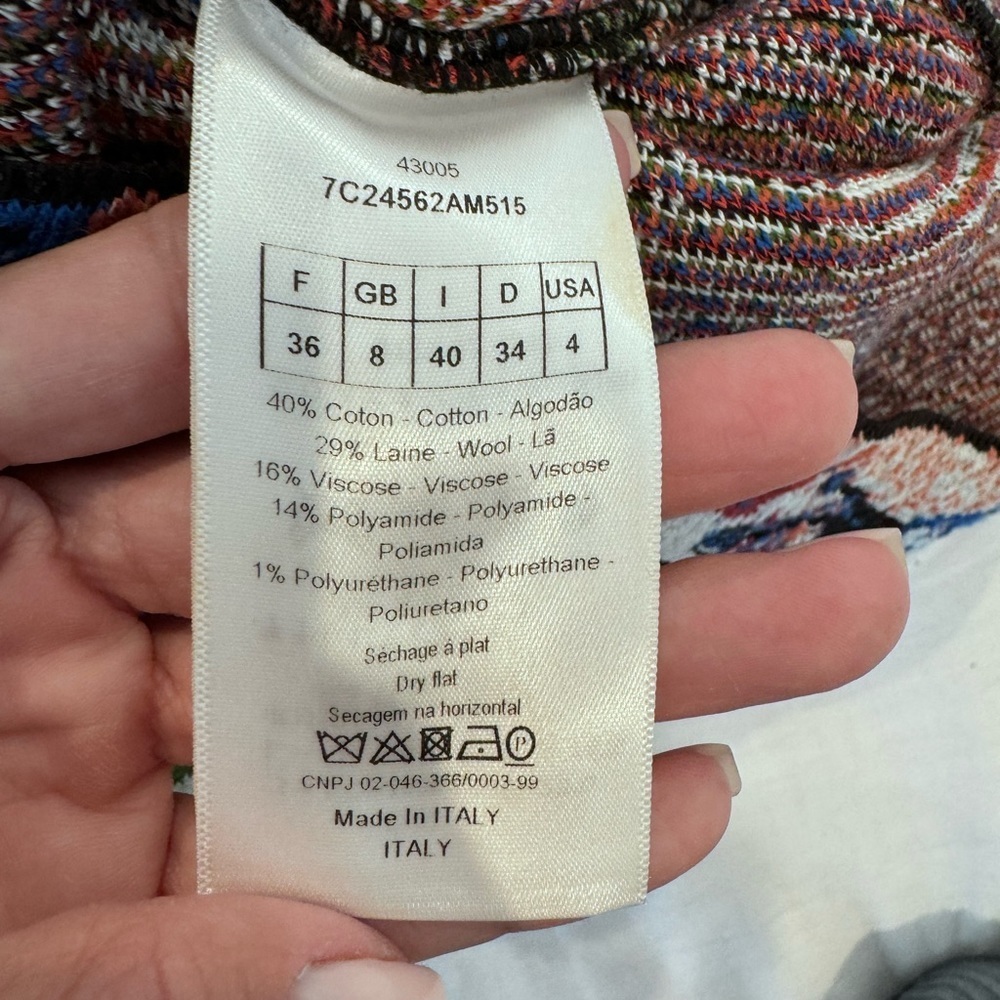 43005
7C24562AM515
F GB I D USA
36 8 40 34 4
40% Coton - Cotton - Algodão
29% Laine - Wool - Lã
16% Viscose - Viscose - Viscose
14% Polyamide - Polyamide -
Poliamida
1% Polyuréthane - Polyurethane -
Poliuretano
Séchage à plat
Dry flat
Secagem na horizontal
P
CNPJ 02-046-366/0003-99
Made In ITALY
ITALY